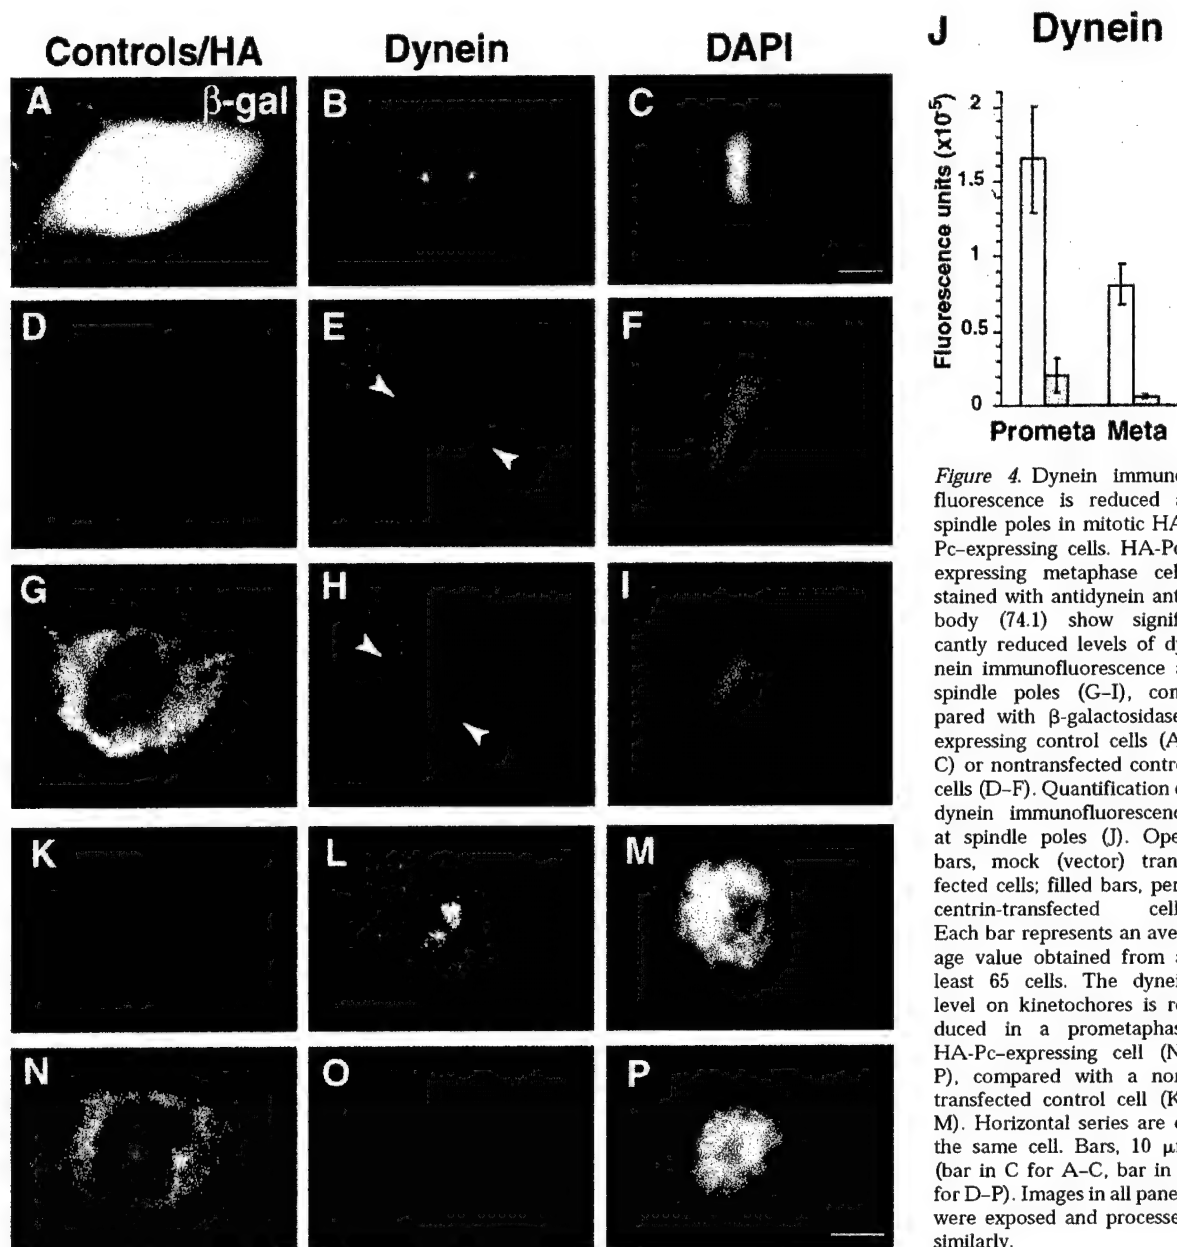 Controls/HA Dynein DAPI
A β-gal B C
D E F
G H I
K L M
N O P
J Dynein
Fluorescence units (x10-5)
2
1.5
1
0.5
0
Prometa Meta
Figure 4. Dynein immuno
fluorescence is reduced a
spindle poles in mitotic HA
Pc–expressing cells. HA-Pc
expressing metaphase cel
stained with antidynein ant
body (74.1) show signif
cantly reduced levels of dy
nein immunofluorescence a
spindle poles (G–I), com
pared with β-galactosidase
expressing control cells (A
C) or nontransfected contr
cells (D–F). Quantification
dynein immunofluorescenc
at spindle poles (J). Ope
bars, mock (vector) tran
fected cells; filled bars, per
centrin-transfected cell
Each bar represents an ave
age value obtained from a
least 65 cells. The dynei
level on kinetochores is re
duced in a prometaphas
HA-Pc–expressing cell (N
P), compared with a non
transfected control cell (K
M). Horizontal series are
the same cell. Bars, 10 μ
(bar in C for A–C, bar in
for D–P). Images in all pane
were exposed and processe
similarly.